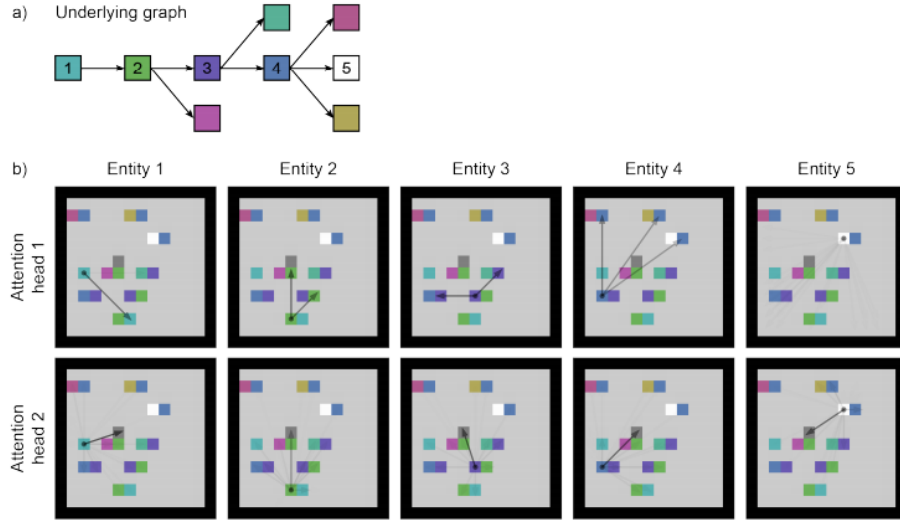 a) Underlying graph
1 2 3 4 5
b) Entity 1 Entity 2 Entity 3 Entity 4 Entity 5
Attention
head 1
Attention
head 2